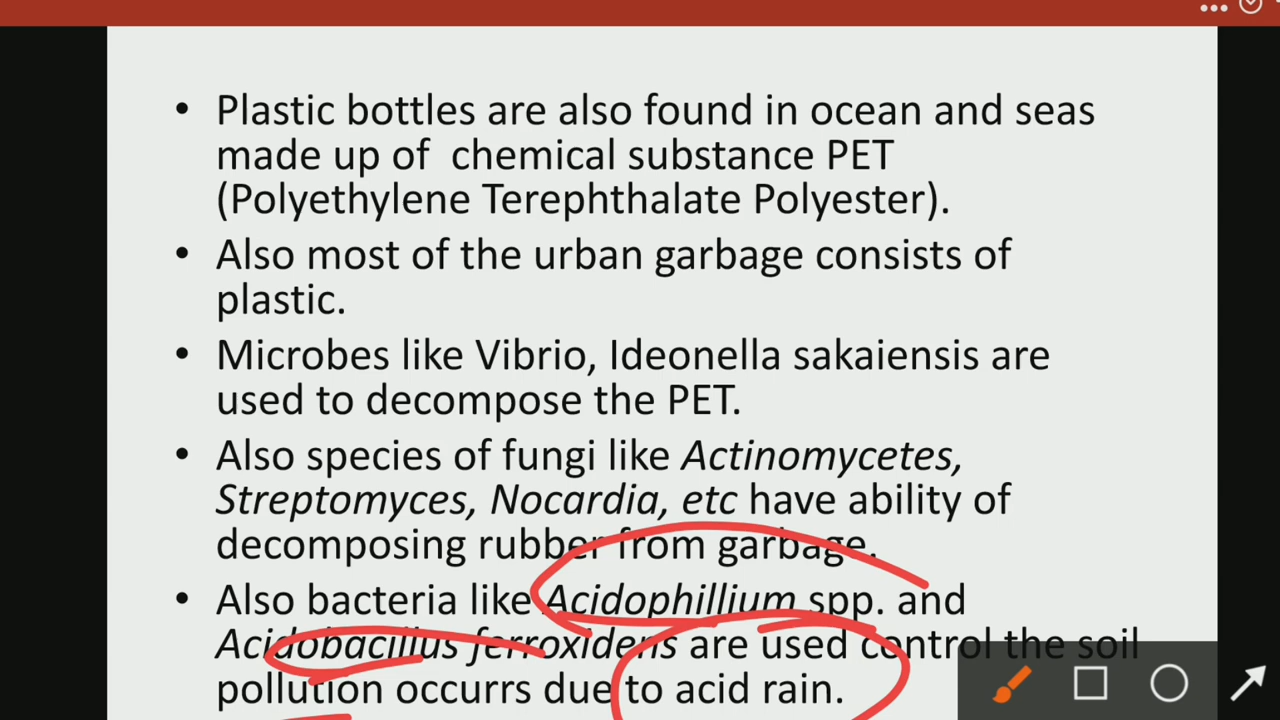 • Plastic bottles are also found in ocean and seas
made up of  chemical substance PET
(Polyethylene Terephthalate Polyester).
• Also most of the urban garbage consists of
plastic.
• Microbes like Vibrio, Ideonella sakaiensis are
used to decompose the PET.
• Also species of fungi like Actinomycetes,
Streptomyces, Nocardia, etc have ability of
decomposing rubber from garbage.
• Also bacteria like Acidophillium spp. and
Acidobacillus ferroxidens are used control the soil
pollution occurrs due to acid rain.